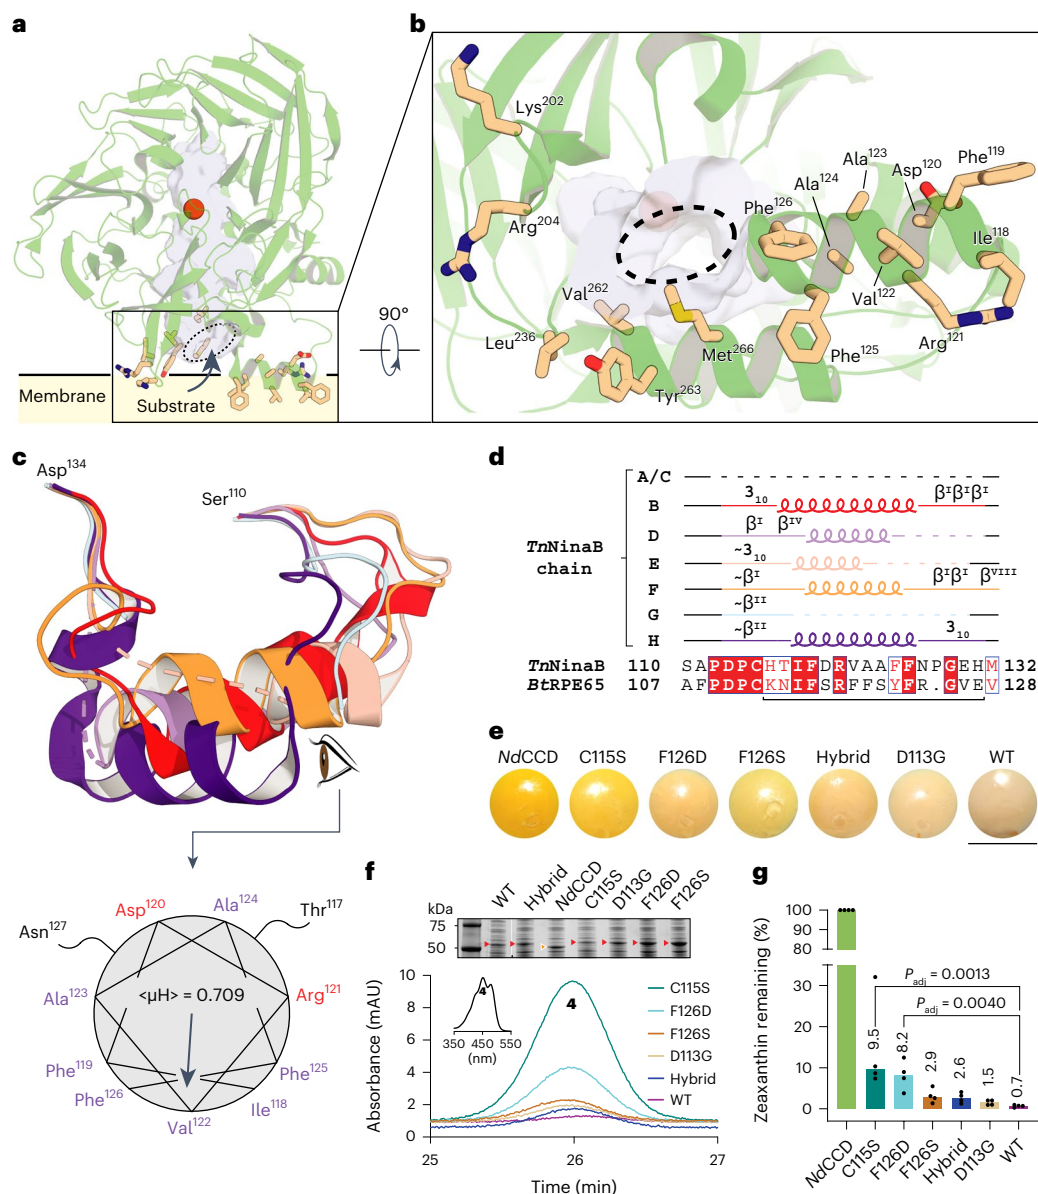 a
b
Membrane
Substrate
90°
Lys202
Arg204
Leu236
Val262
Tyr263
Met266
Phe126
Ala124
Ala123
Asp120
Phe119
Ile118
Val122
Arg121
Phe125
c
Asp134
Ser110
d
TnNinaB chain
A/C
B 310 βI βI βI
D βI βIV
E ~310
F ~βI βI βI βVIII
G ~βII
H ~βII 310
TnNinaB 110 SAPDPCHTIFDRVAAFFNPGEHM 132
BtRPE65 107 AFPDPCKNIFSRFFSYFR.GVEV 128
e
NdCCD C115S F126D F126S Hybrid D113G WT
Asp120
Ala124
Thr117
Asn127
Ala123
<µH> = 0.709
Arg121
Phe119
Phe126
Phe125
Ile118
Val122
f
WT Hybrid NdCCD C115S D113G F126D F126S
kDa
75
50
Absorbance (mAU)
10
8
6
4
2
0
4
350 450 550
(nm)
4
C115S
F126D
F126S
D113G
Hybrid
WT
25 26 27
Time (min)
g
Zeaxanthin remaining (%)
100
90
80
30
20
10
0
Padj = 0.0013
Padj = 0.0040
9.5
8.2
2.9
2.6
1.5
0.7
NdCCD C115S F126D F126S Hybrid D113G WT